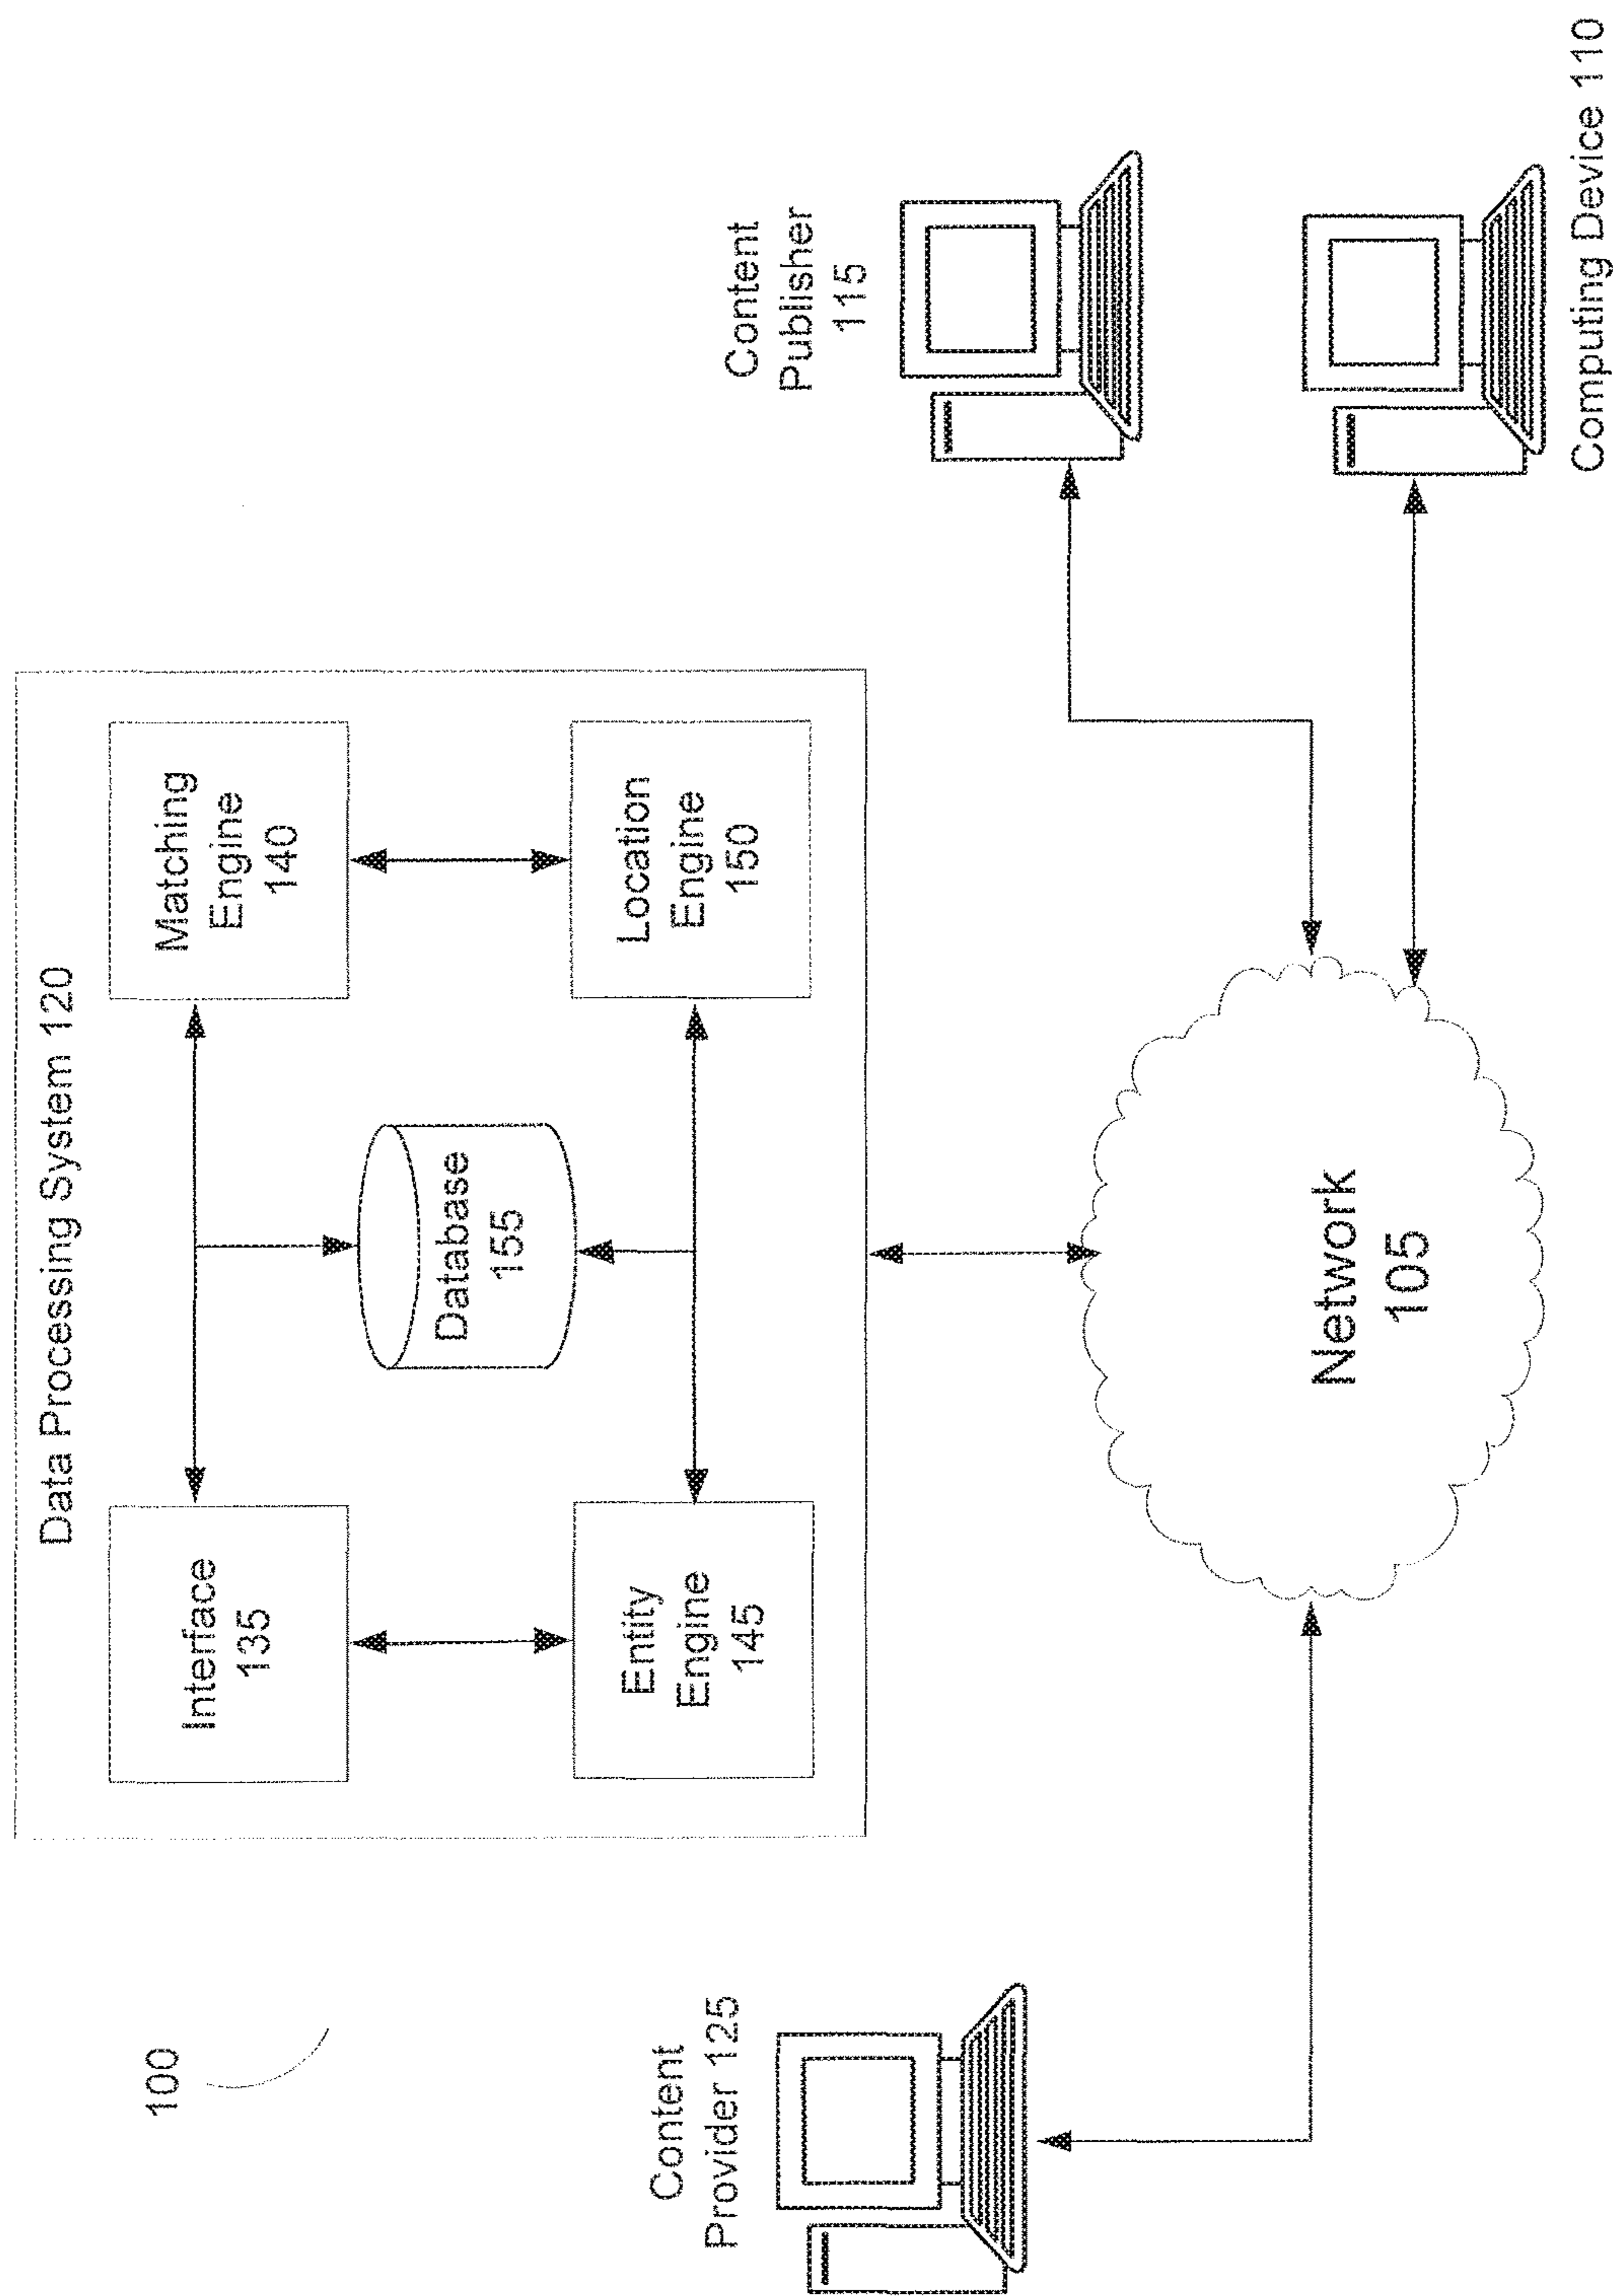 100
Data Processing System 120
Interface
135
Matching
Engine
140
Database
155
Entity
Engine
145
Location
Engine
150
Content
Provider 125
Content
Publisher
115
Network
105
Computing Device 110